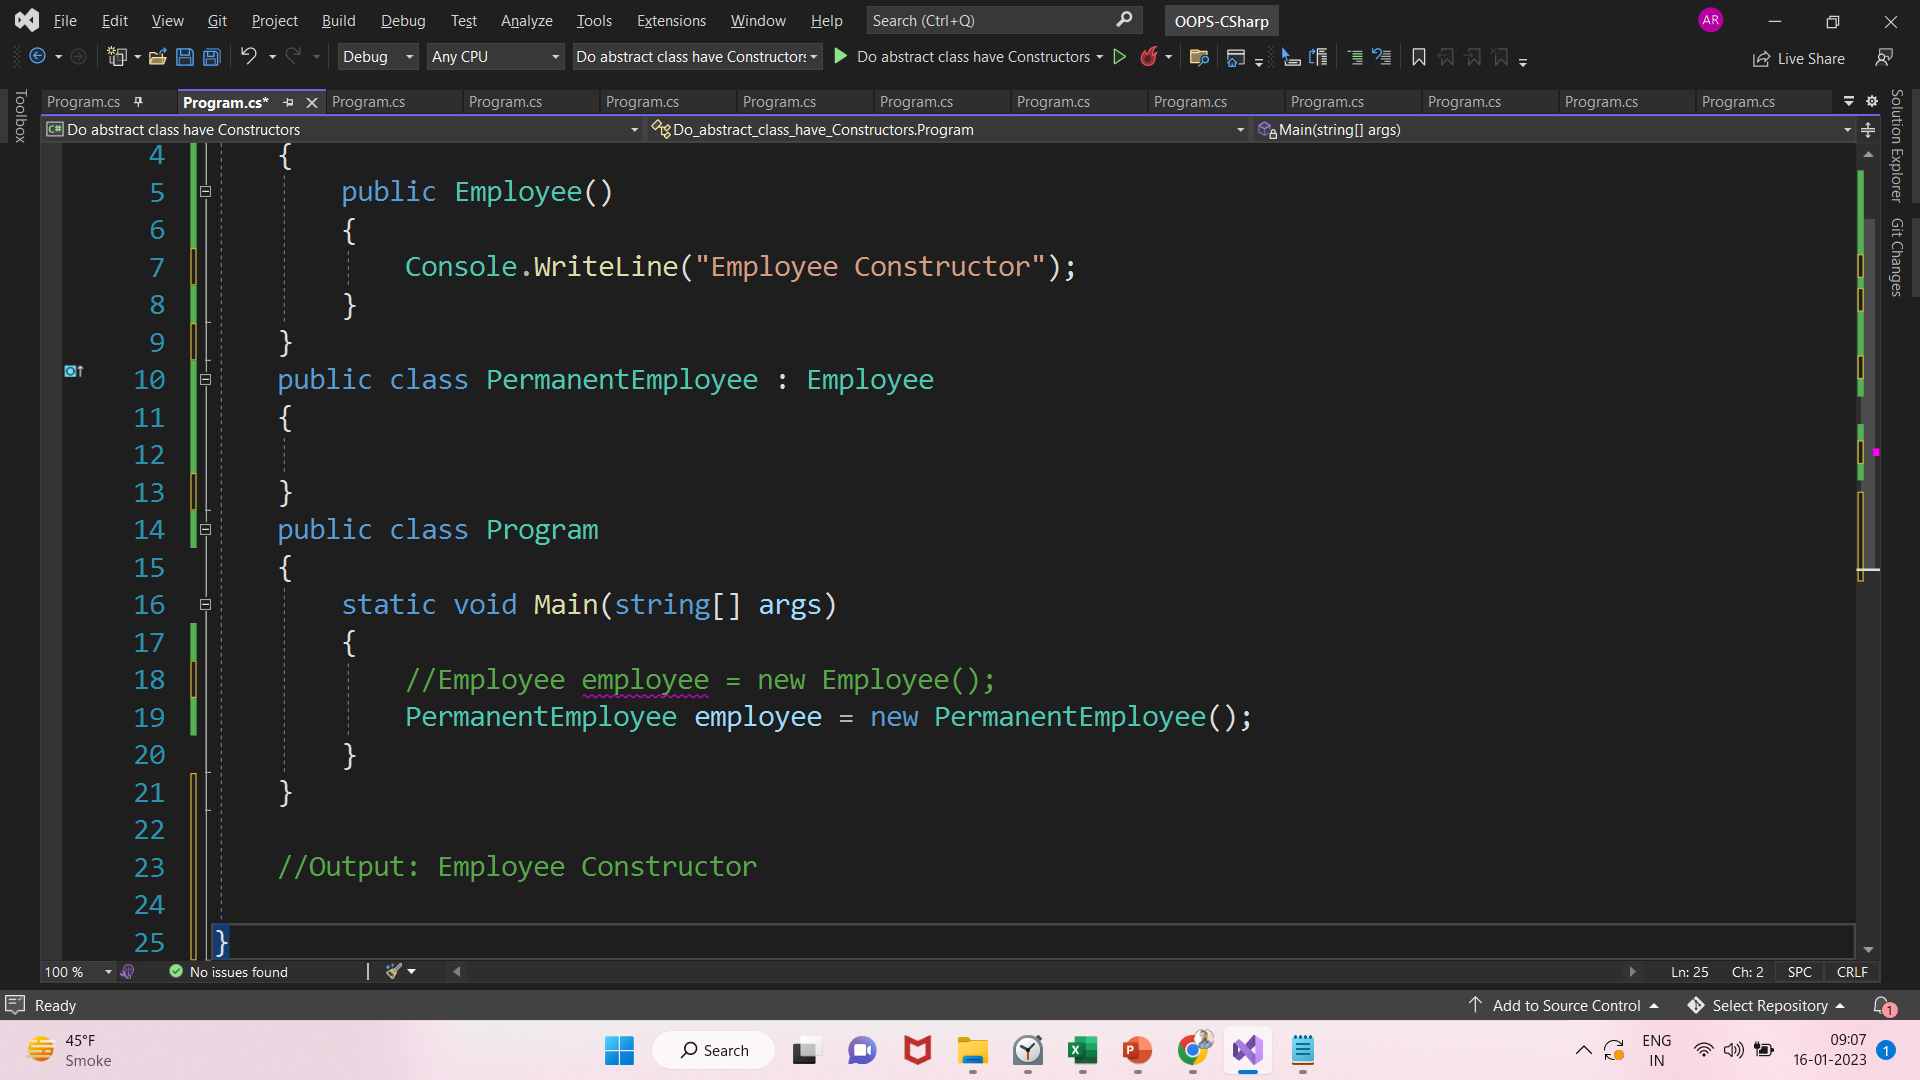 File Edit View Git Project Build Debug Test Analyze Tools Extensions Window Help Search (Ctrl+Q) OOPS-CSharp AR
Debug Any CPU Do abstract class have Constructors Do abstract class have Constructors Live Share
Toolbox
Program.cs Program.cs* Program.cs Program.cs Program.cs Program.cs Program.cs Program.cs Program.cs Program.cs Program.cs Program.cs Program.cs
Solution Explorer
Git Changes
C# Do abstract class have Constructors Do_abstract_class_have_Constructors.Program Main(string[] args)
4 {
5 public Employee()
6 {
7 Console.WriteLine("Employee Constructor");
8 }
9 }
10 public class PermanentEmployee : Employee
11 {
12
13 }
14 public class Program
15 {
16 static void Main(string[] args)
17 {
18 //Employee employee = new Employee();
19 PermanentEmployee employee = new PermanentEmployee();
20 }
21 }
22
23 //Output: Employee Constructor
24
25 }
100 % No issues found Ln: 25 Ch: 2 SPC CRLF
Ready Add to Source Control Select Repository 1
45°F
Smoke
Search
ENG
IN
09:07
16-01-2023
1